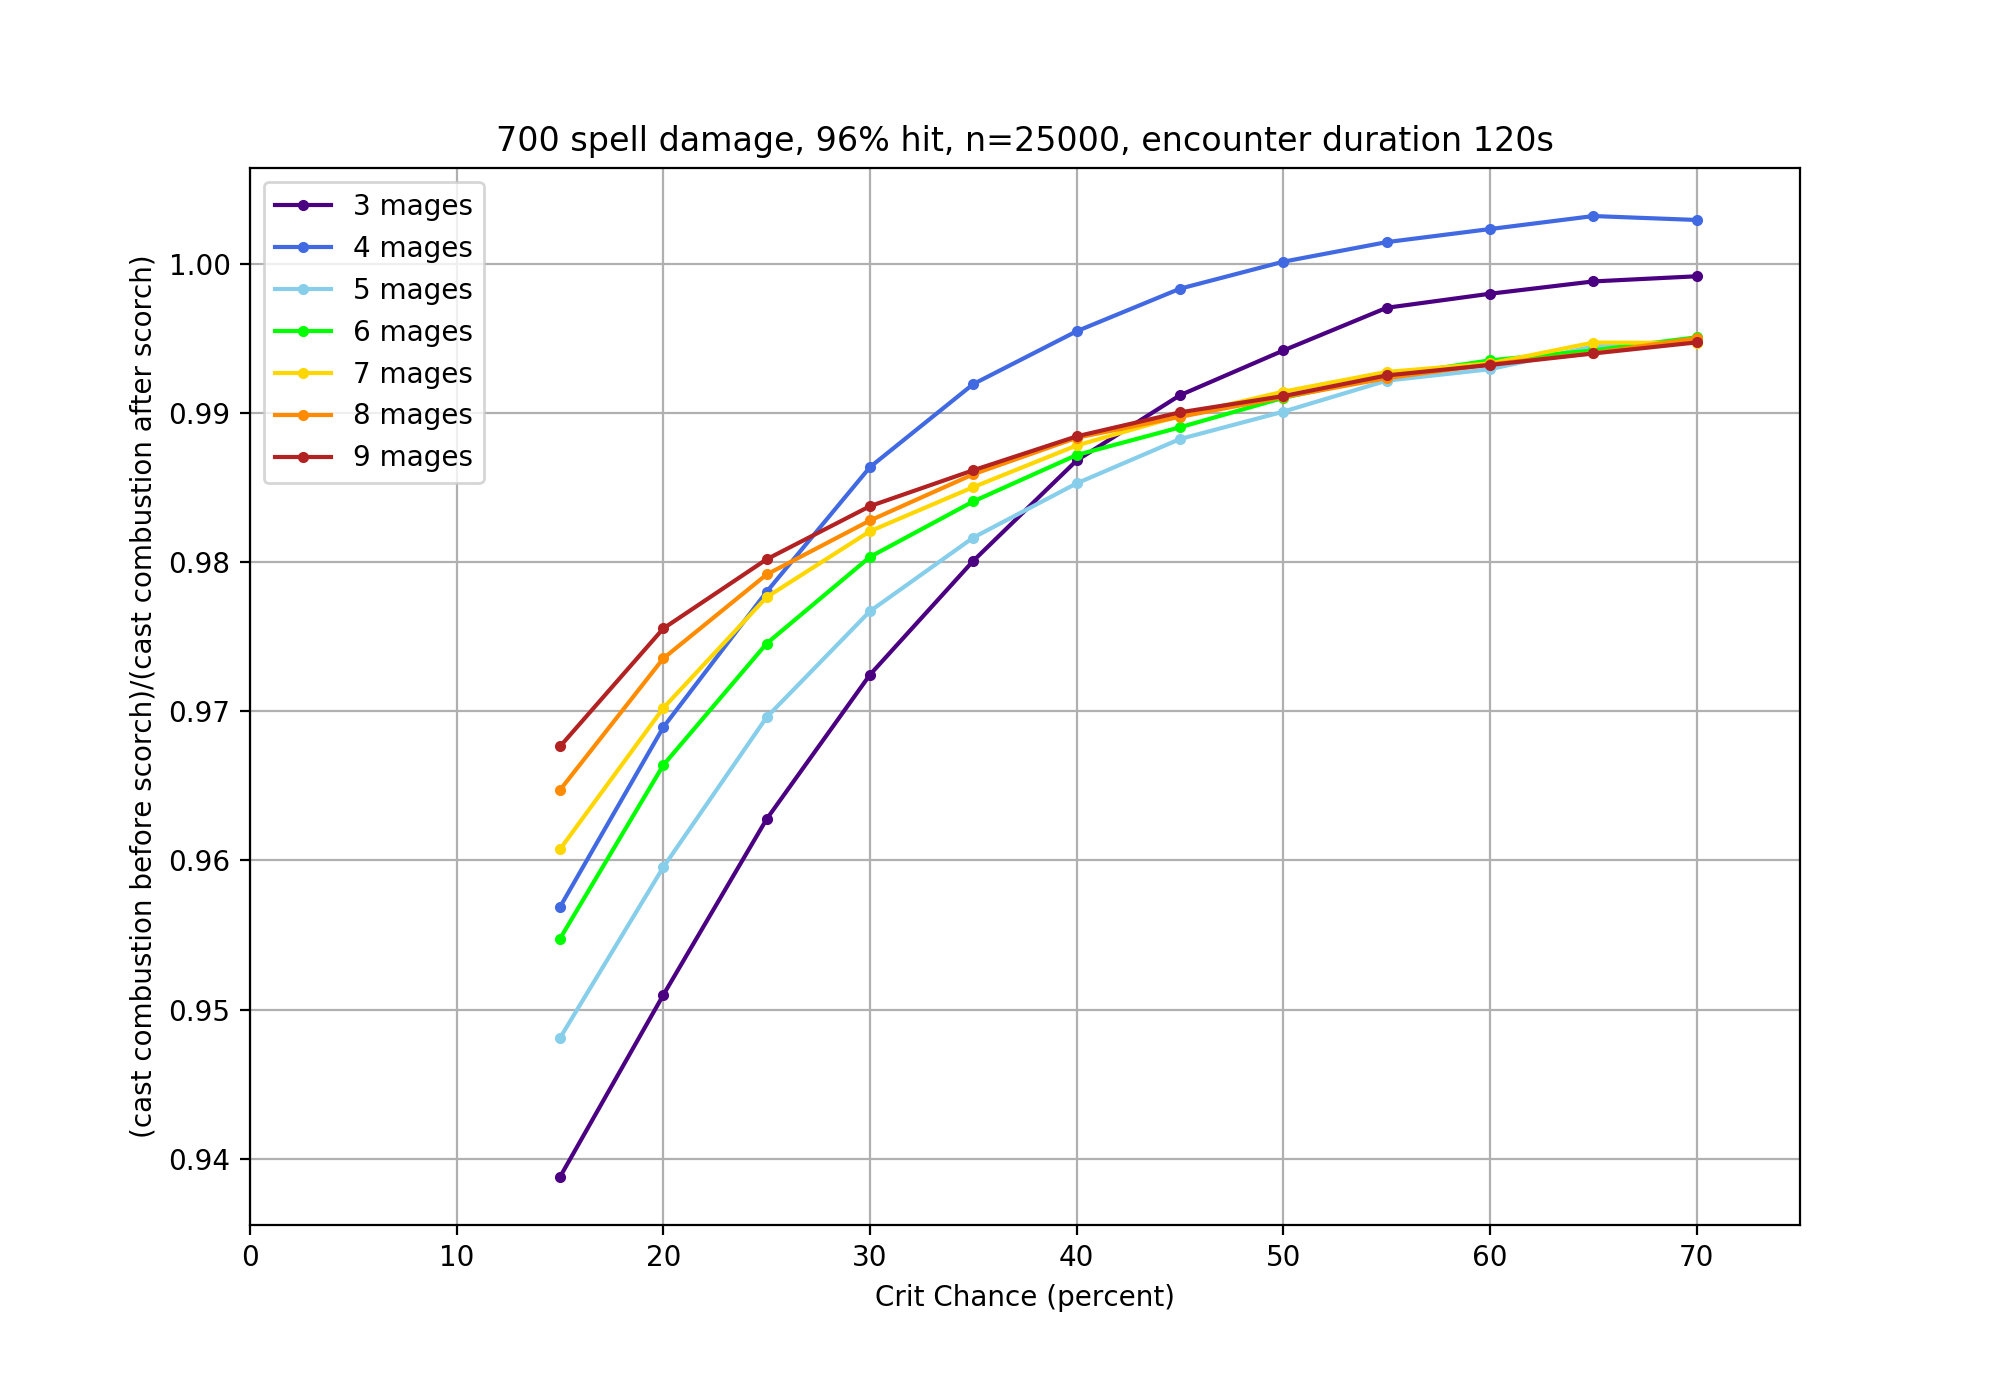 700 spell damage, 96% hit, n=25000, encounter duration 120s
3 mages
4 mages
5 mages
6 mages
7 mages
8 mages
9 mages
(cast combustion before scorch)/(cast combustion after scorch)
1.00
0.99
0.98
0.97
0.96
0.95
0.94
0 10 20 30 40 50 60 70
Crit Chance (percent)